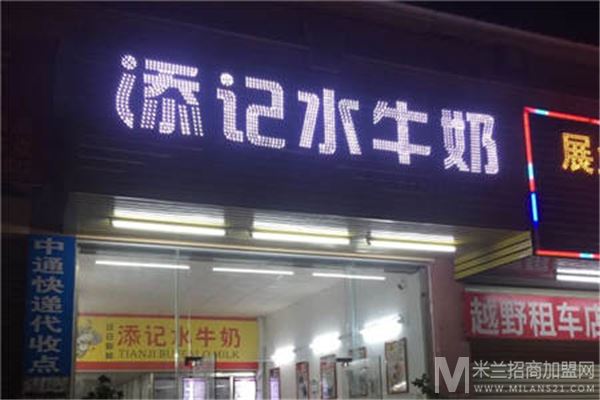 添记水牛奶
展
中通快递代收点
添记水牛奶
TIANJI BUFFALO MILK
越野租车店
M 米兰招商加盟网
WWW.MILANS21.COM